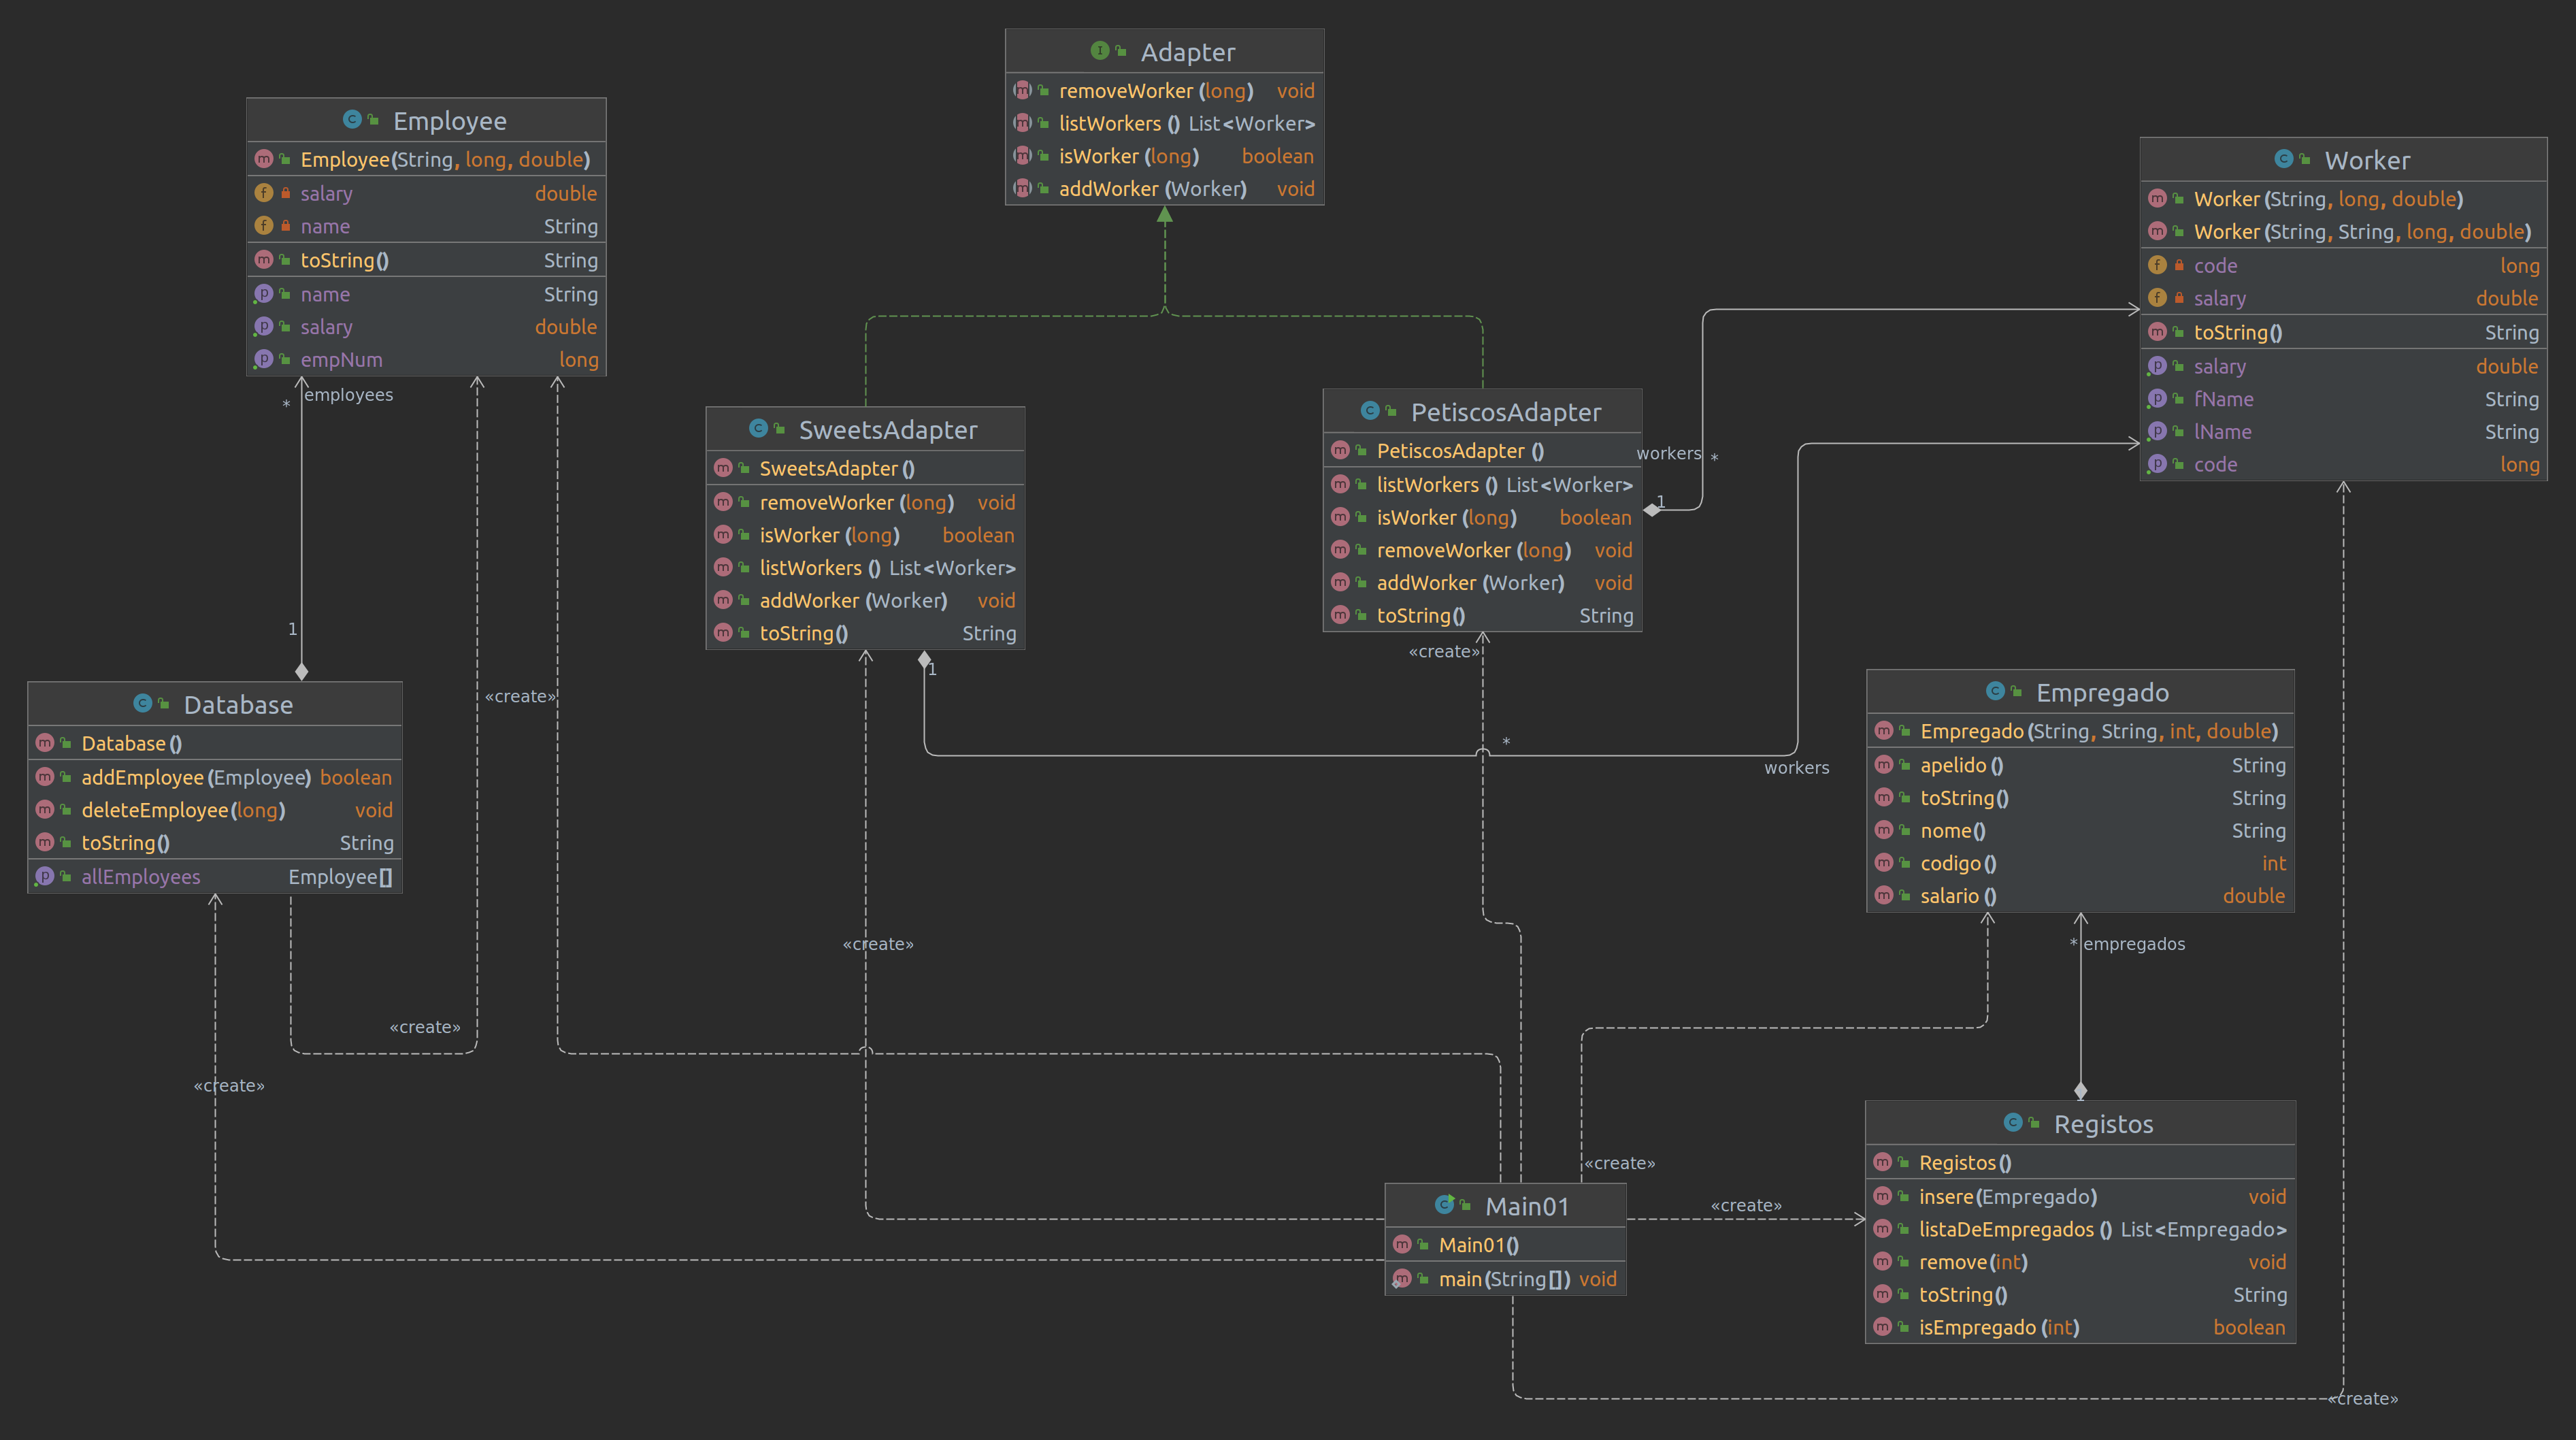 Adapter
removeWorker (long) void
listWorkers () List<Worker>
isWorker (long) boolean
addWorker (Worker) void
Employee
Employee(String, long, double)
salary double
name String
toString() String
name String
salary double
empNum long
Worker
Worker (String, long, double)
Worker (String, String, long, double)
code long
salary double
toString() String
salary double
fName String
lName String
code long
employees
*
1
SweetsAdapter
SweetsAdapter ()
removeWorker (long) void
isWorker (long) boolean
listWorkers () List<Worker>
addWorker (Worker) void
toString() String
1
PetiscosAdapter
PetiscosAdapter ()
listWorkers () List<Worker>
isWorker (long) boolean
removeWorker (long) void
addWorker (Worker) void
toString() String
workers *
1
«create»
«create»
Database
Database ()
addEmployee (Employee) boolean
deleteEmployee (long) void
toString() String
allEmployees Employee[]
*
workers
Empregado
Empregado (String, String, int, double)
apelido () String
toString() String
nome() String
codigo () int
salario () double
«create»
* empregados
«create»
«create»
«create»
«create»
Main01
Main01()
main (String[]) void
Registos
Registos ()
insere (Empregado) void
listaDeEmpregados () List<Empregado>
remove (int) void
toString() String
isEmpregado (int) boolean
«create»